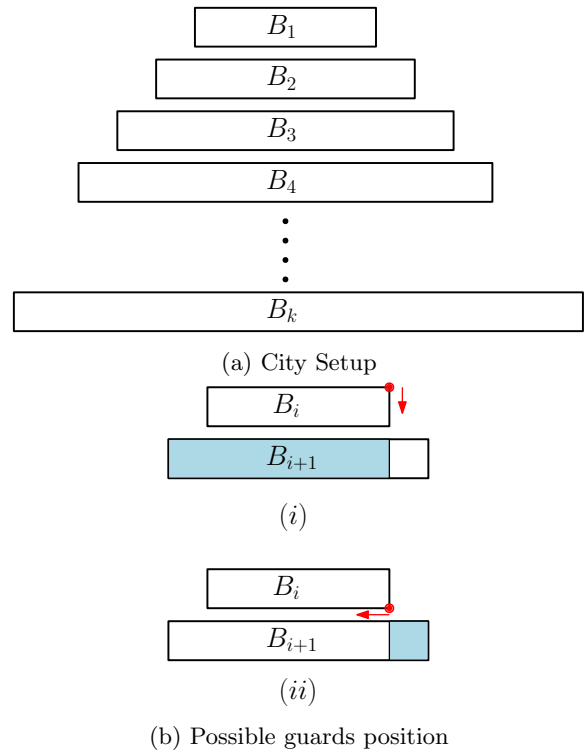 B₁
B₂
B₃
B₄
Bₖ
(a) City Setup
Bᵢ
Bᵢ₊₁
(i)
Bᵢ
Bᵢ₊₁
(ii)
(b) Possible guards position